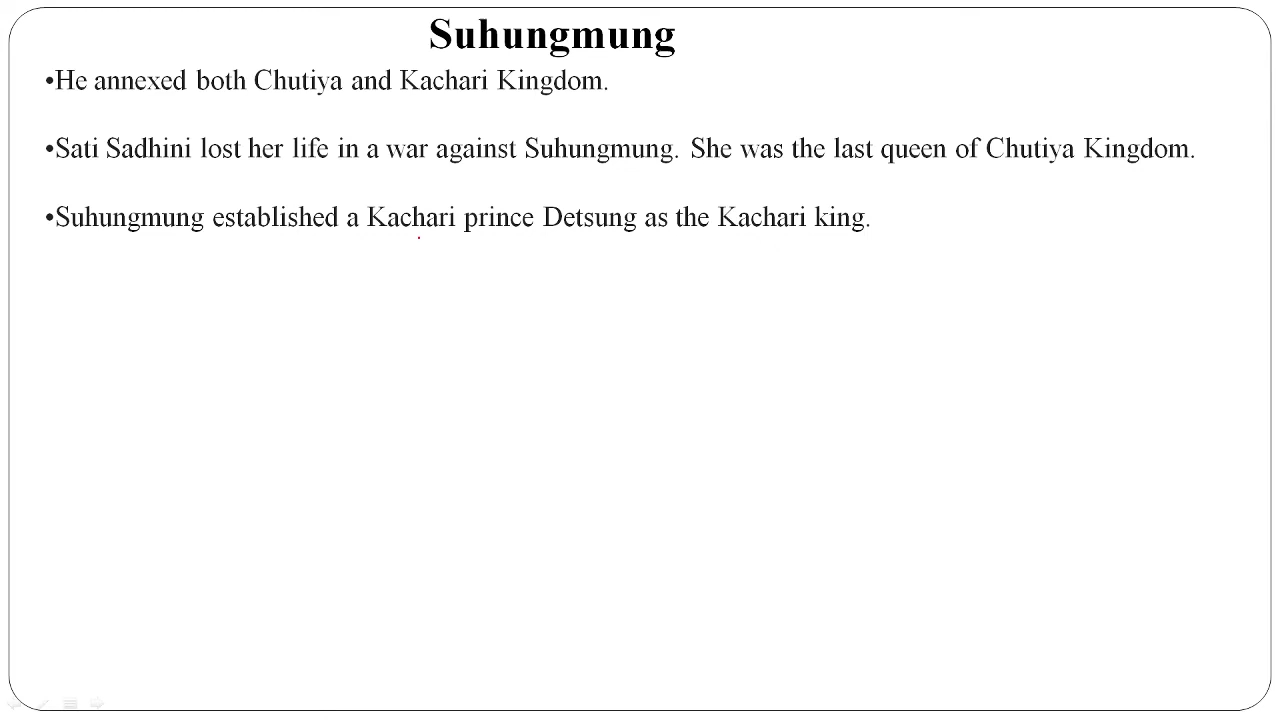 Suhungmung
•He annexed both Chutiya and Kachari Kingdom.
•Sati Sadhini lost her life in a war against Suhungmung. She was the last queen of Chutiya Kingdom.
•Suhungmung established a Kachari prince Detsung as the Kachari king.